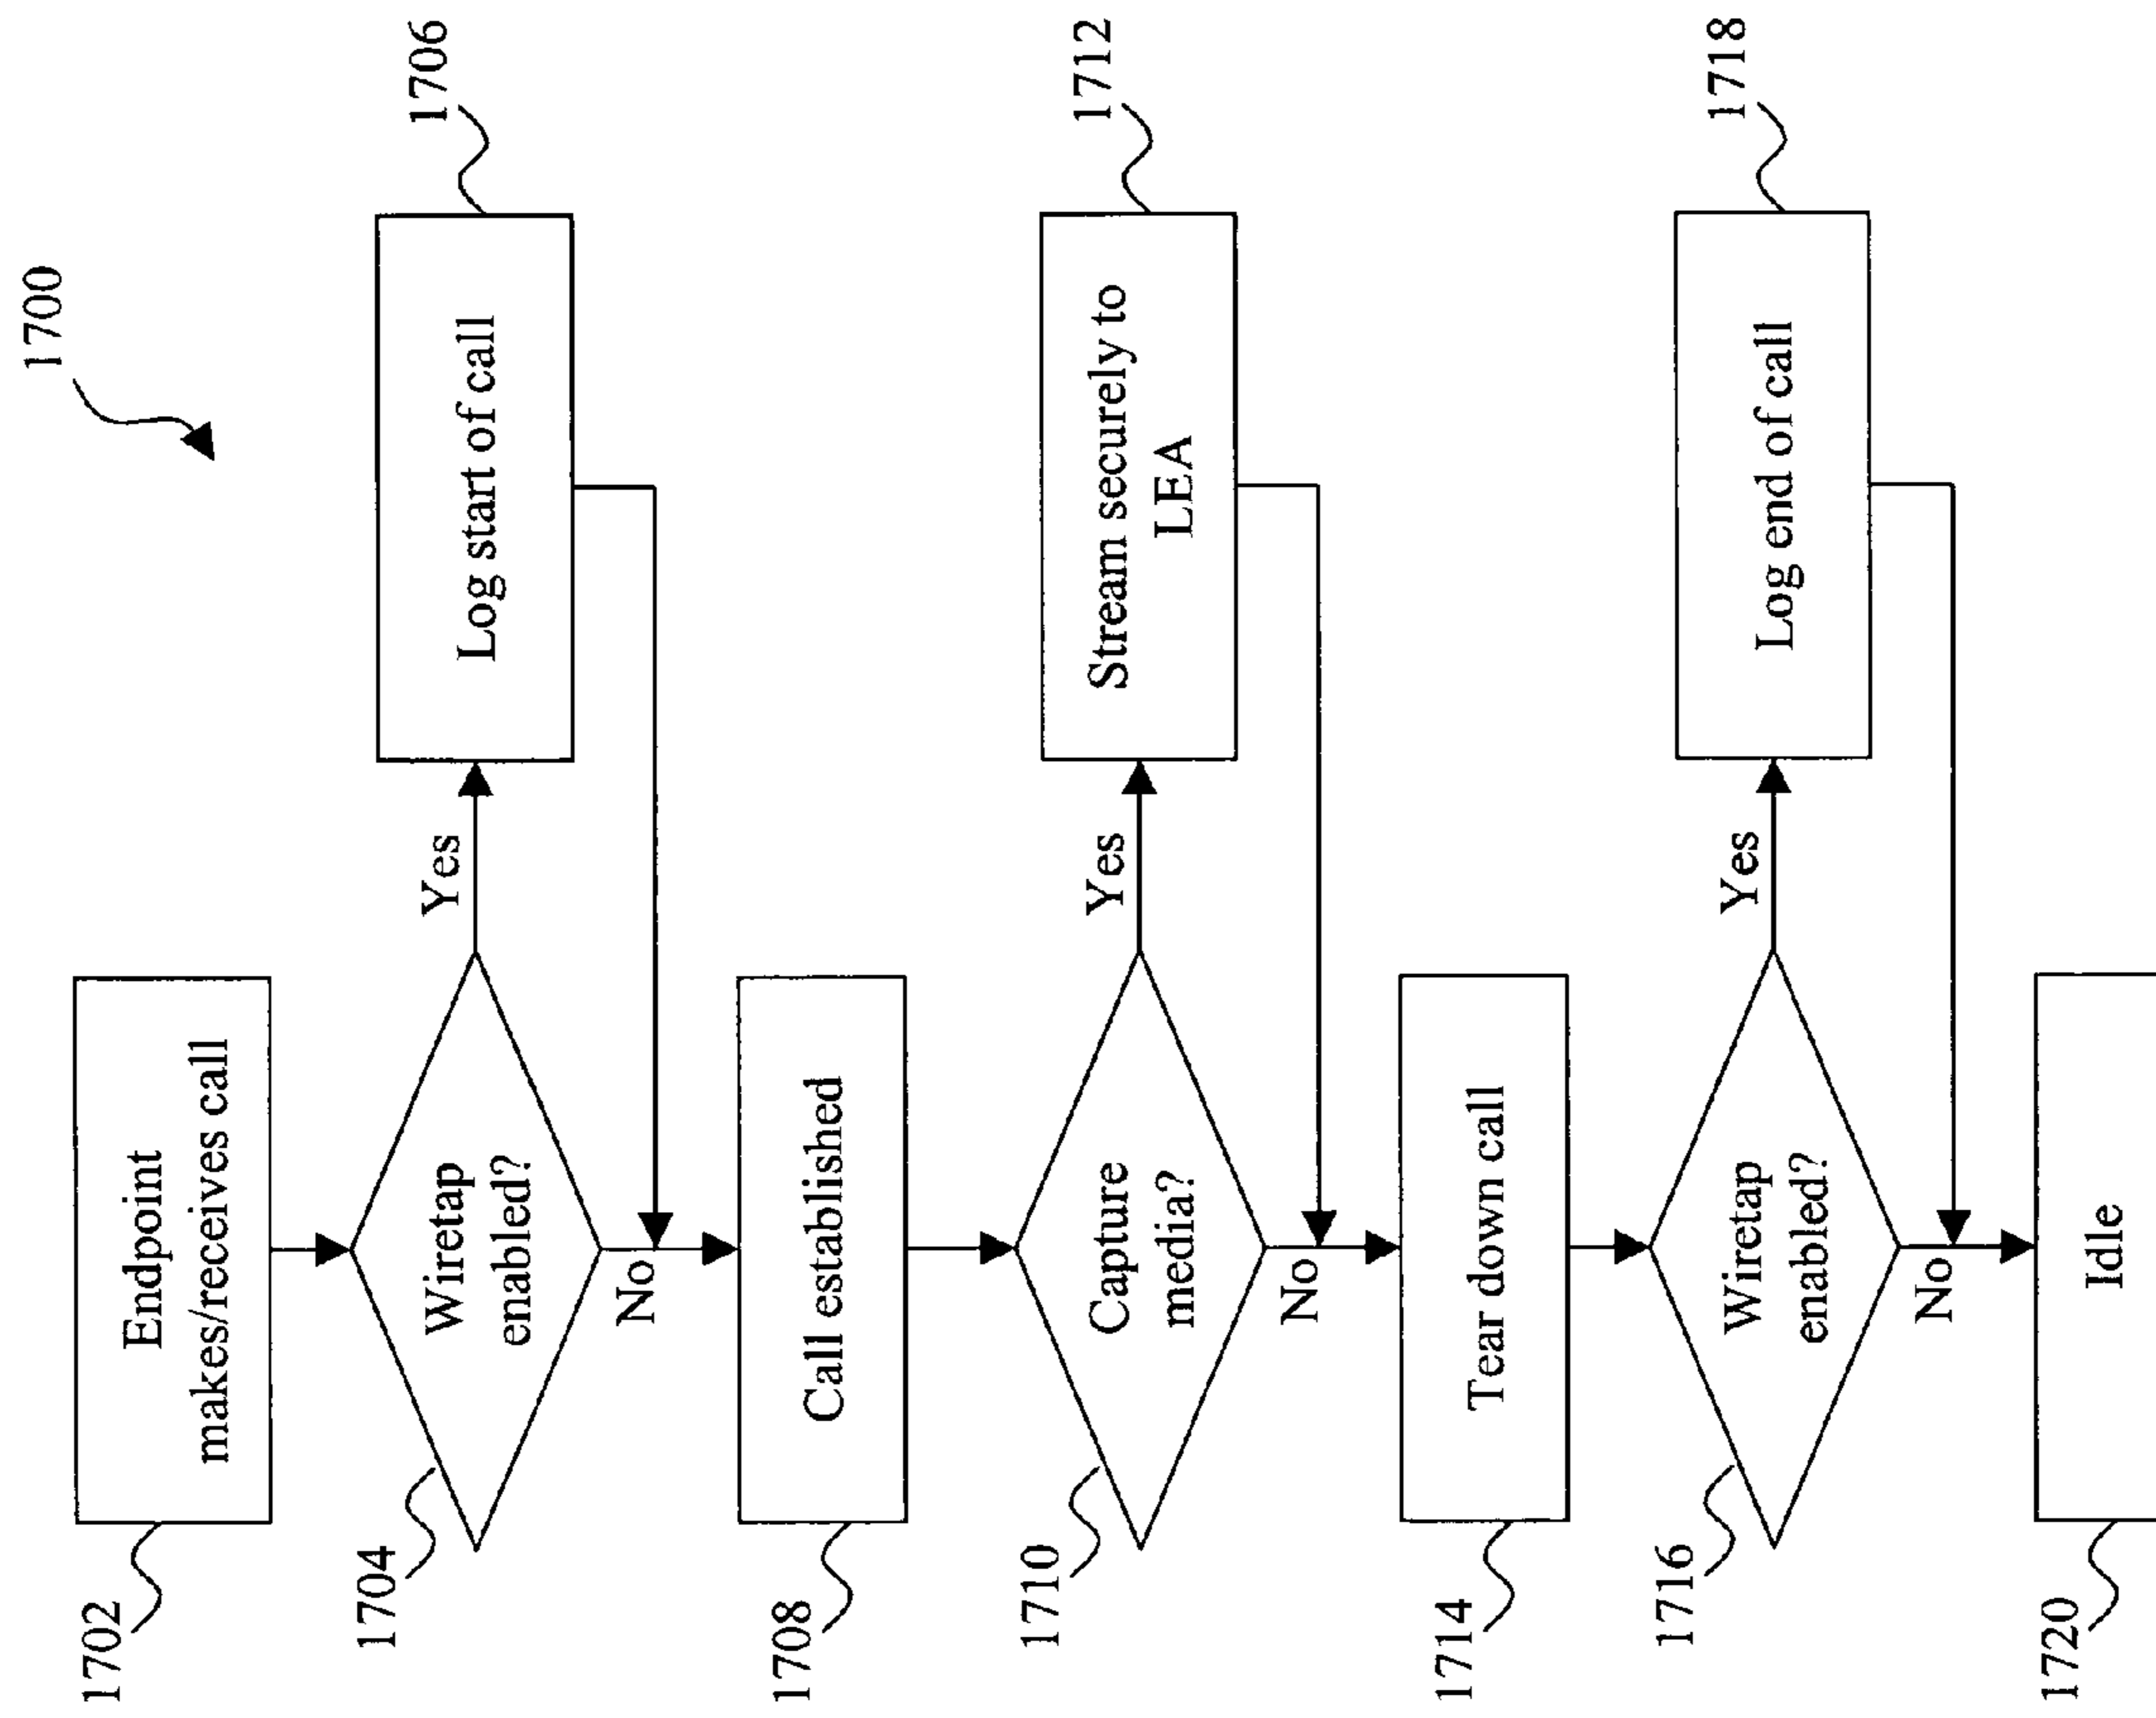 1700
1702
Endpoint
makes/receives call
1704
Wiretap
enabled?
Yes
1706
Log start of call
No
1708
Call established
1710
Capture
media?
Yes
1712
Stream securely to
LEA
No
1714
Tear down call
1716
Wiretap
enabled?
Yes
1718
Log end of call
No
1720
Idle